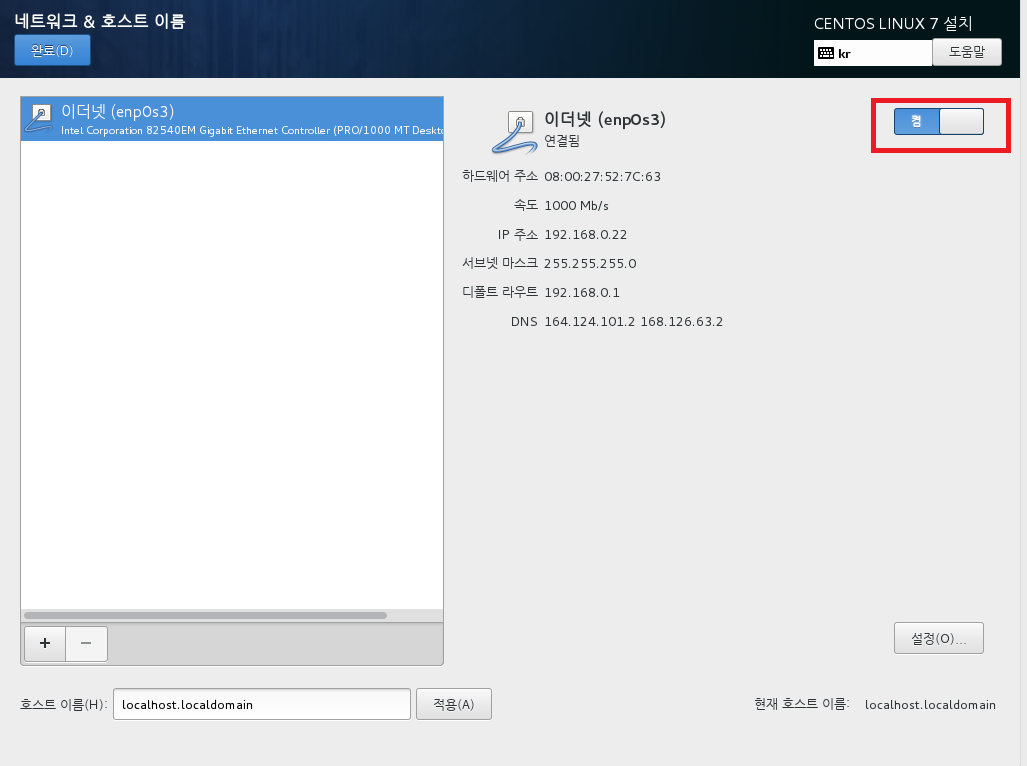 네트워크 & 호스트 이름
CENTOS LINUX 7 설치
완료(D)
kr
도움말
이더넷 (enp0s3)
Intel Corporation 82540EM Gigabit Ethernet Controller (PRO/1000 MT Deskto
이더넷 (enp0s3)
연결됨
켬
하드웨어 주소 08:00:27:52:7C:63
속도 1000 Mb/s
IP 주소 192.168.0.22
서브넷 마스크 255.255.255.0
디폴트 라우트 192.168.0.1
DNS 164.124.101.2 168.126.63.2
+ −
설정(O)...
호스트 이름(H): localhost.localdomain 적용(A) 현재 호스트 이름: localhost.localdomain